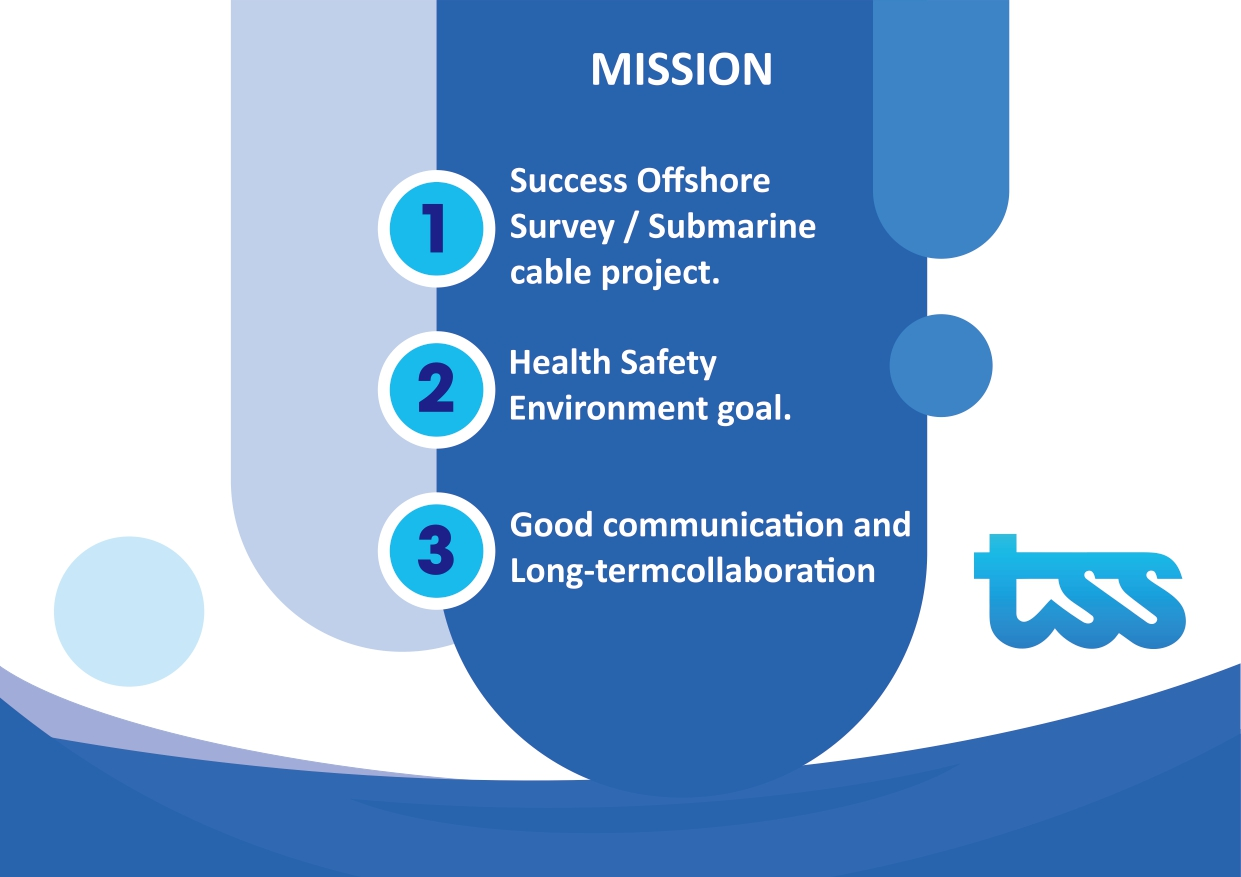 MISSION
1
Success Offshore
Survey / Submarine
cable project.
2
Health Safety
Environment goal.
3
Good communication and
Long-termcollaboration
tss